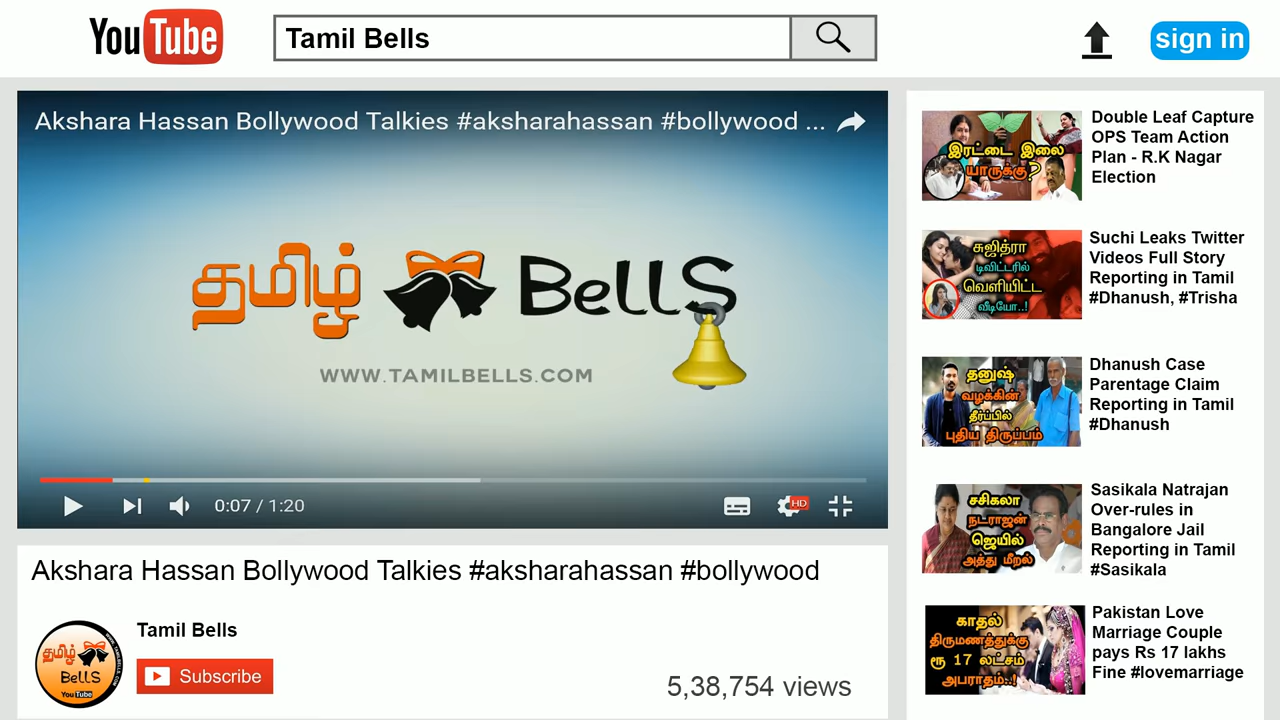 YouTube
Tamil Bells
sign in
Akshara Hassan Bollywood Talkies #aksharahassan #bollywood ...
தமிழ் BellS
WWW.TAMILBELLS.COM
0:07 / 1:20
HD
Akshara Hassan Bollywood Talkies #aksharahassan #bollywood
தமிழ்
BellS
YouTube
Tamil Bells
Subscribe
5,38,754 views
இரட்டை இலை
யாருக்கு?
Double Leaf Capture
OPS Team Action
Plan - R.K Nagar
Election
சுஜித்ரா
டிவிட்டரில்
வெளியிட்ட
வீடியோ..!
Suchi Leaks Twitter
Videos Full Story
Reporting in Tamil
#Dhanush, #Trisha
தனுஷ்
வழக்கின்
தீர்ப்பில்
புதிய திருப்பம்
Dhanush Case
Parentage Claim
Reporting in Tamil
#Dhanush
சசிகலா
நடராஜன்
ஜெயில்
அத்து மீறல்
Sasikala Natrajan
Over-rules in
Bangalore Jail
Reporting in Tamil
#Sasikala
காதல்
திருமணத்துக்கு
ரூ 17 லட்சம்
அபராதம்..!
Pakistan Love
Marriage Couple
pays Rs 17 lakhs
Fine #lovemarriage